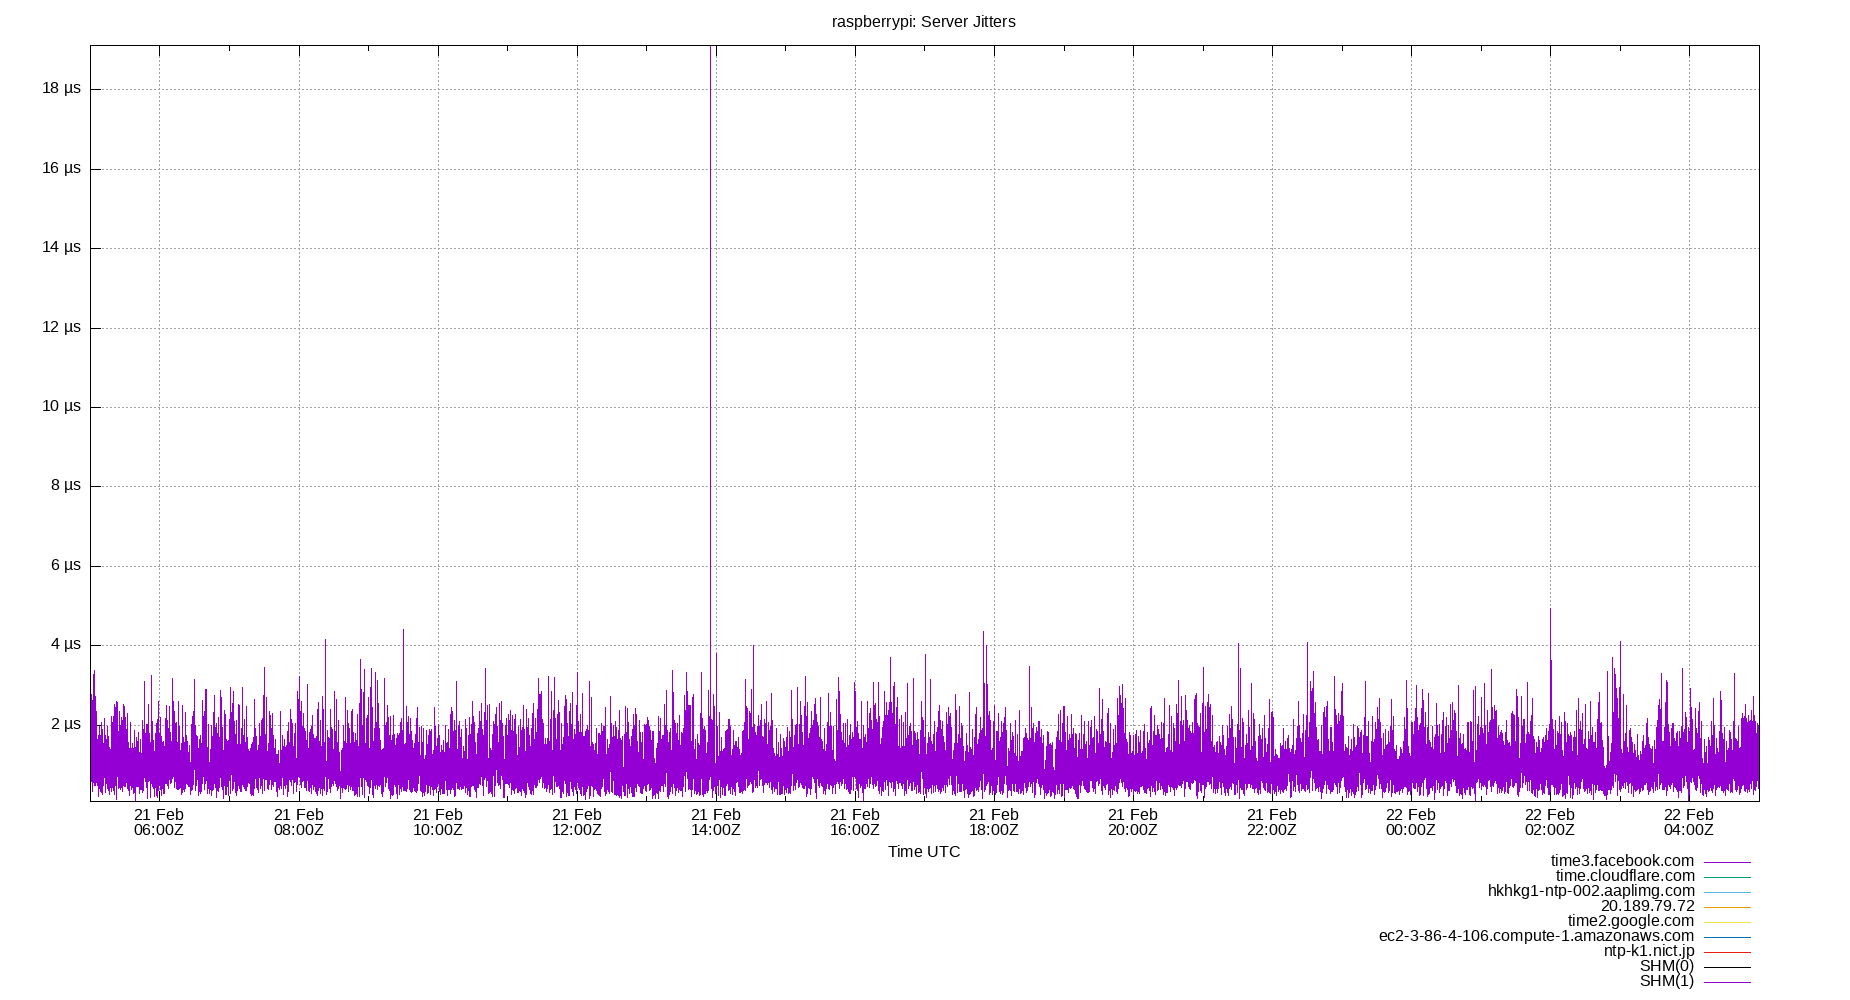 raspberrypi: Server Jitters
18 µs
16 µs
14 µs
12 µs
10 µs
8 µs
6 µs
4 µs
2 µs
21 Feb 21 Feb 21 Feb 21 Feb 21 Feb 21 Feb 21 Feb 21 Feb 21 Feb 22 Feb 22 Feb 22 Feb
06:00Z 08:00Z 10:00Z 12:00Z 14:00Z 16:00Z 18:00Z 20:00Z 22:00Z 00:00Z 02:00Z 04:00Z
Time UTC
time3.facebook.com
time.cloudflare.com
hkhkg1-ntp-002.aaplimg.com
20.189.79.72
time2.google.com
ec2-3-86-4-106.compute-1.amazonaws.com
ntp-k1.nict.jp
SHM(0)
SHM(1)